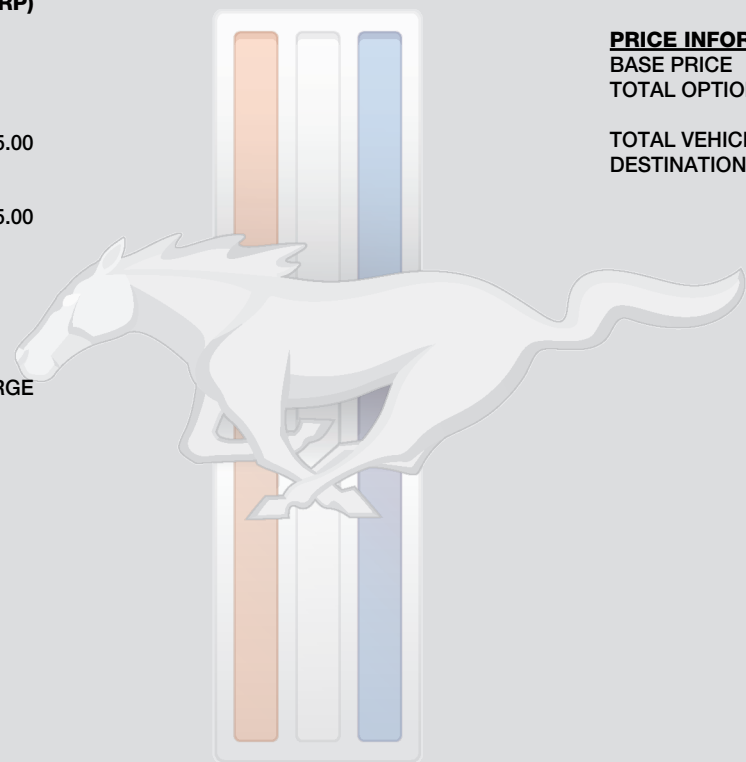 RP)
5.00
5.00
RGE
PRICE INFOR
BASE PRICE
TOTAL OPTIO
TOTAL VEHICL
DESTINATION